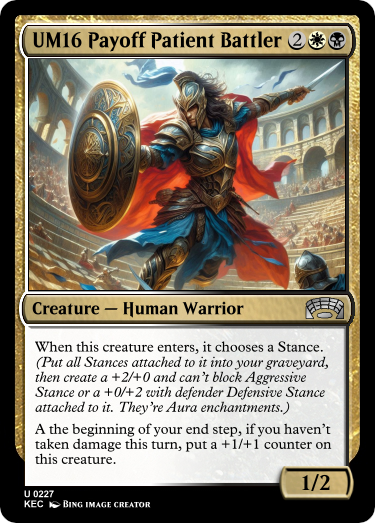 UM16 Payoff Patient Battler 2
Creature — Human Warrior
When this creature enters, it chooses a Stance.
(Put all Stances attached to it into your graveyard,
then create a +2/+0 and can't block Aggressive
Stance or a +0/+2 with defender Defensive Stance
attached to it. They're Aura enchantments.)
A the beginning of your end step, if you haven't
taken damage this turn, put a +1/+1 counter on
this creature.
1/2
U 0227
KEC Bing image creator